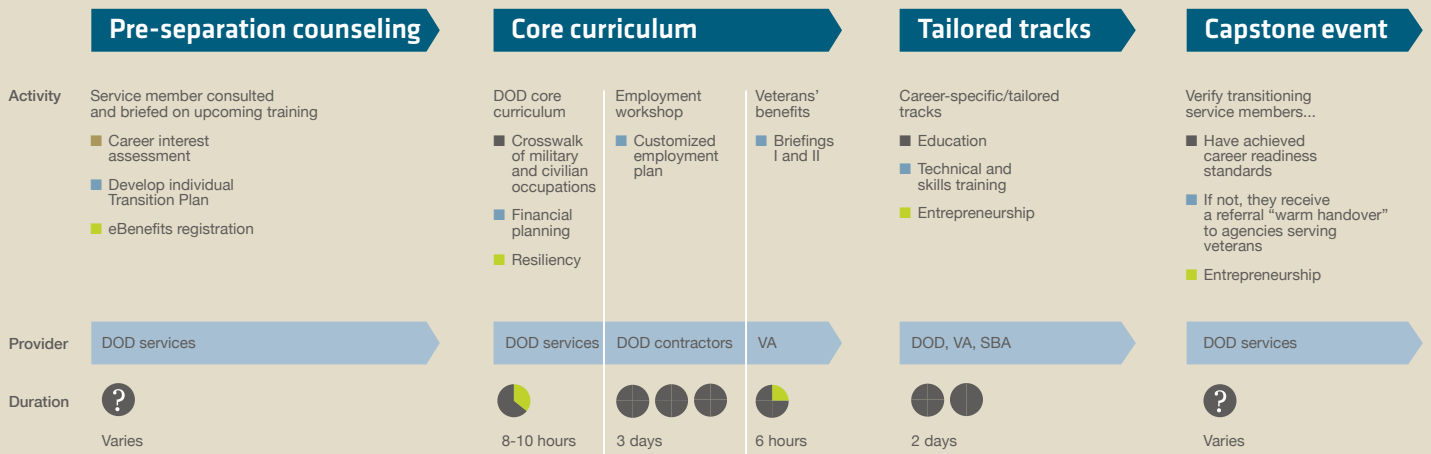 Pre-separation counseling
Core curriculum
Tailored tracks
Capstone event
Activity
Service member consulted
and briefed on upcoming training
Career interest
assessment
Develop individual
Transition Plan
eBenefits registration
DOD core
curriculum
Crosswalk
of military
and civilian
occupations
Financial
planning
Resiliency
Employment
workshop
Customized
employment
plan
Veterans'
benefits
Briefings
I and II
Career-specific/tailored
tracks
Education
Technical and
skills training
Entrepreneurship
Verify transitioning
service members...
Have achieved
career readiness
standards
If not, they receive
a referral “warm handover”
to agencies serving
veterans
Entrepreneurship
Provider
DOD services
DOD services
DOD contractors
VA
DOD, VA, SBA
DOD services
Duration
?
?
Varies
8-10 hours
3 days
6 hours
2 days
Varies